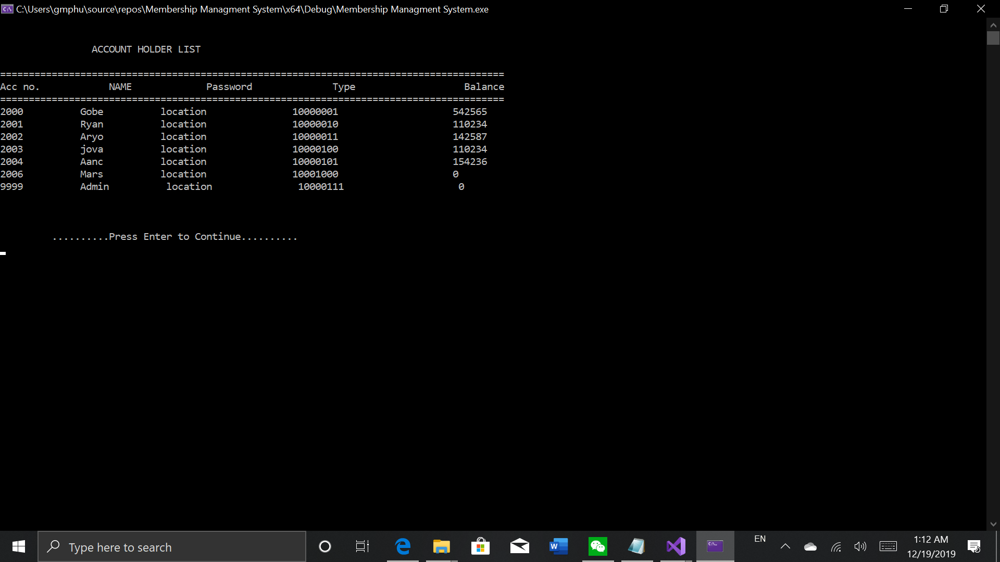 C:\Users\gmphu\source\repos\Membership Managment System\x64\Debug\Membership Managment System.exe
ACCOUNT HOLDER LIST
========================================================================================
Acc no. NAME Password Type Balance
========================================================================================
2000 Gobe location 10000001 542565
2001 Ryan location 10000010 110234
2002 Aryo location 10000011 142587
2003 jova location 10000100 110234
2004 Aanc location 10000101 154236
2006 Mars location 10001000 0
9999 Admin location 10000111 0
..........Press Enter to Continue..........
Type here to search
EN
1:12 AM
12/19/2019